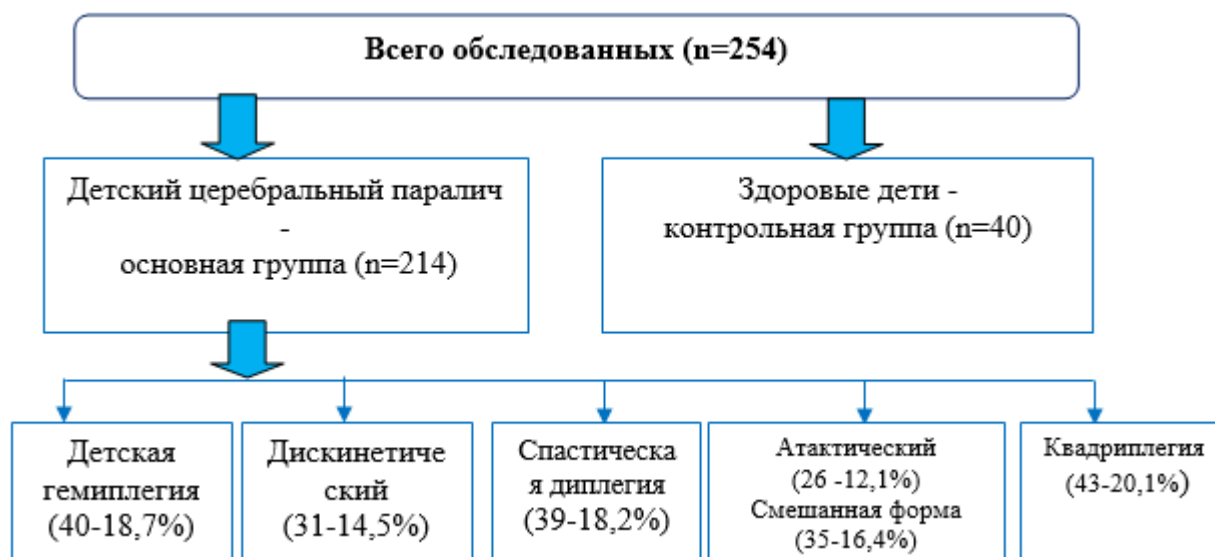 Всего обследованных (n=254)
Детский церебральный паралич
-
основная группа (n=214)
Здоровые дети -
контрольная группа (n=40)
Детская
гемиплегия
(40-18,7%)
Дискинетиче
ский
(31-14,5%)
Спастическа
я диплегия
(39-18,2%)
Атактический
(26 -12,1%)
Смешанная форма
(35-16,4%)
Квадриплегия
(43-20,1%)